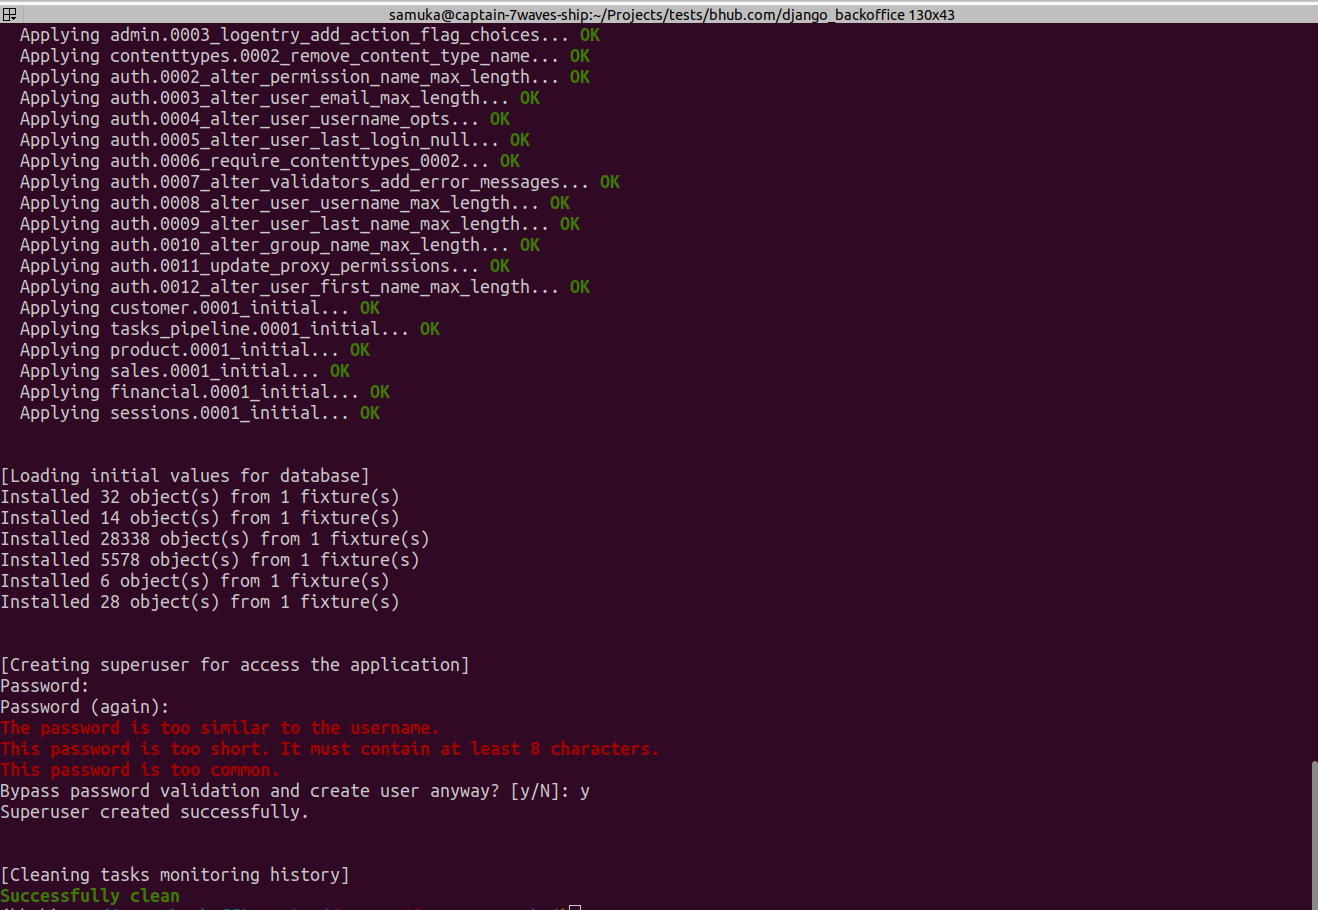 samuka@captain-7waves-ship:~/Projects/tests/bhub.com/django_backoffice 130x43
Applying admin.0003_logentry_add_action_flag_choices... OK
Applying contenttypes.0002_remove_content_type_name... OK
Applying auth.0002_alter_permission_name_max_length... OK
Applying auth.0003_alter_user_email_max_length... OK
Applying auth.0004_alter_user_username_opts... OK
Applying auth.0005_alter_user_last_login_null... OK
Applying auth.0006_require_contenttypes_0002... OK
Applying auth.0007_alter_validators_add_error_messages... OK
Applying auth.0008_alter_user_username_max_length... OK
Applying auth.0009_alter_user_last_name_max_length... OK
Applying auth.0010_alter_group_name_max_length... OK
Applying auth.0011_update_proxy_permissions... OK
Applying auth.0012_alter_user_first_name_max_length... OK
Applying customer.0001_initial... OK
Applying tasks_pipeline.0001_initial... OK
Applying product.0001_initial... OK
Applying sales.0001_initial... OK
Applying financial.0001_initial... OK
Applying sessions.0001_initial... OK
[Loading initial values for database]
Installed 32 object(s) from 1 fixture(s)
Installed 14 object(s) from 1 fixture(s)
Installed 28338 object(s) from 1 fixture(s)
Installed 5578 object(s) from 1 fixture(s)
Installed 6 object(s) from 1 fixture(s)
Installed 28 object(s) from 1 fixture(s)
[Creating superuser for access the application]
Password:
Password (again):
The password is too similar to the username.
This password is too short. It must contain at least 8 characters.
This password is too common.
Bypass password validation and create user anyway? [y/N]: y
Superuser created successfully.
[Cleaning tasks monitoring history]
Successfully clean